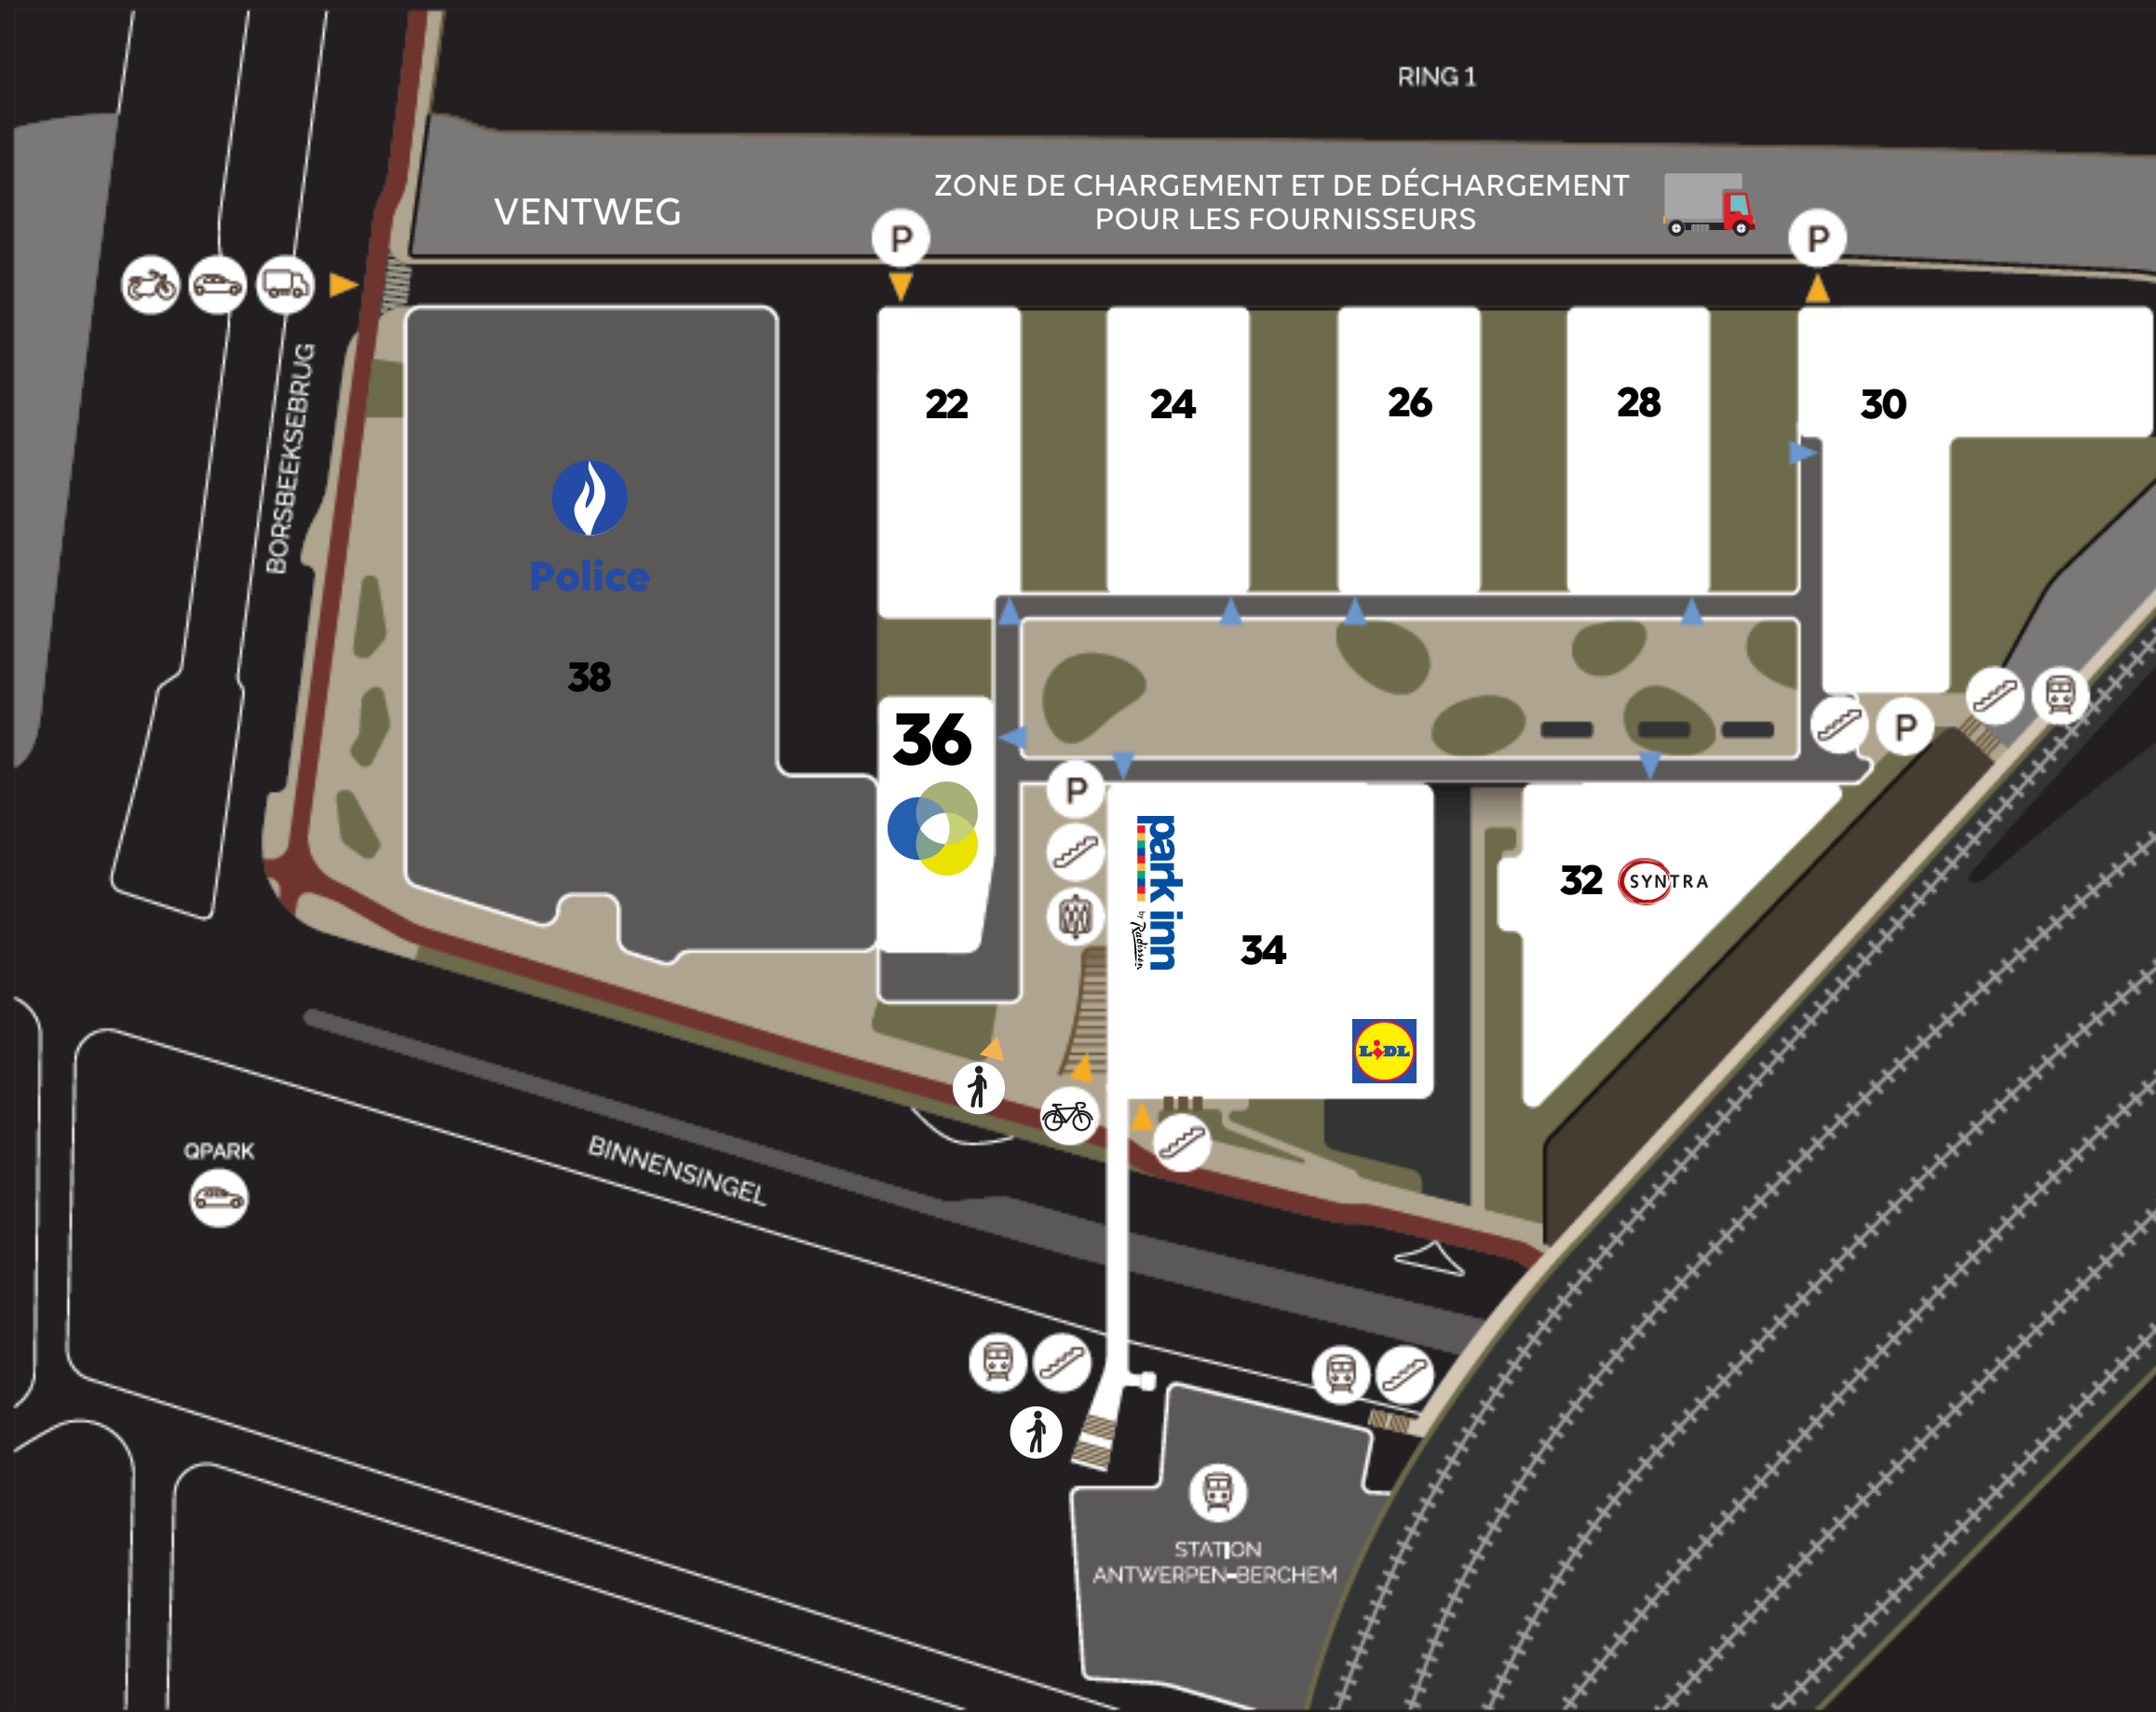 RING 1
ZONE DE CHARGEMENT ET DE DÉCHARGEMENT
POUR LES FOURNISSEURS
VENTWEG
P
P
BORSBEEKSEBRUG
22
24
26
28
30
Police
38
36
P
P
park inn
by Radisson
34
32
SYNTRA
LIDL
BINNENSINGEL
QPARK
STATION
ANTWERPEN-BERCHEM